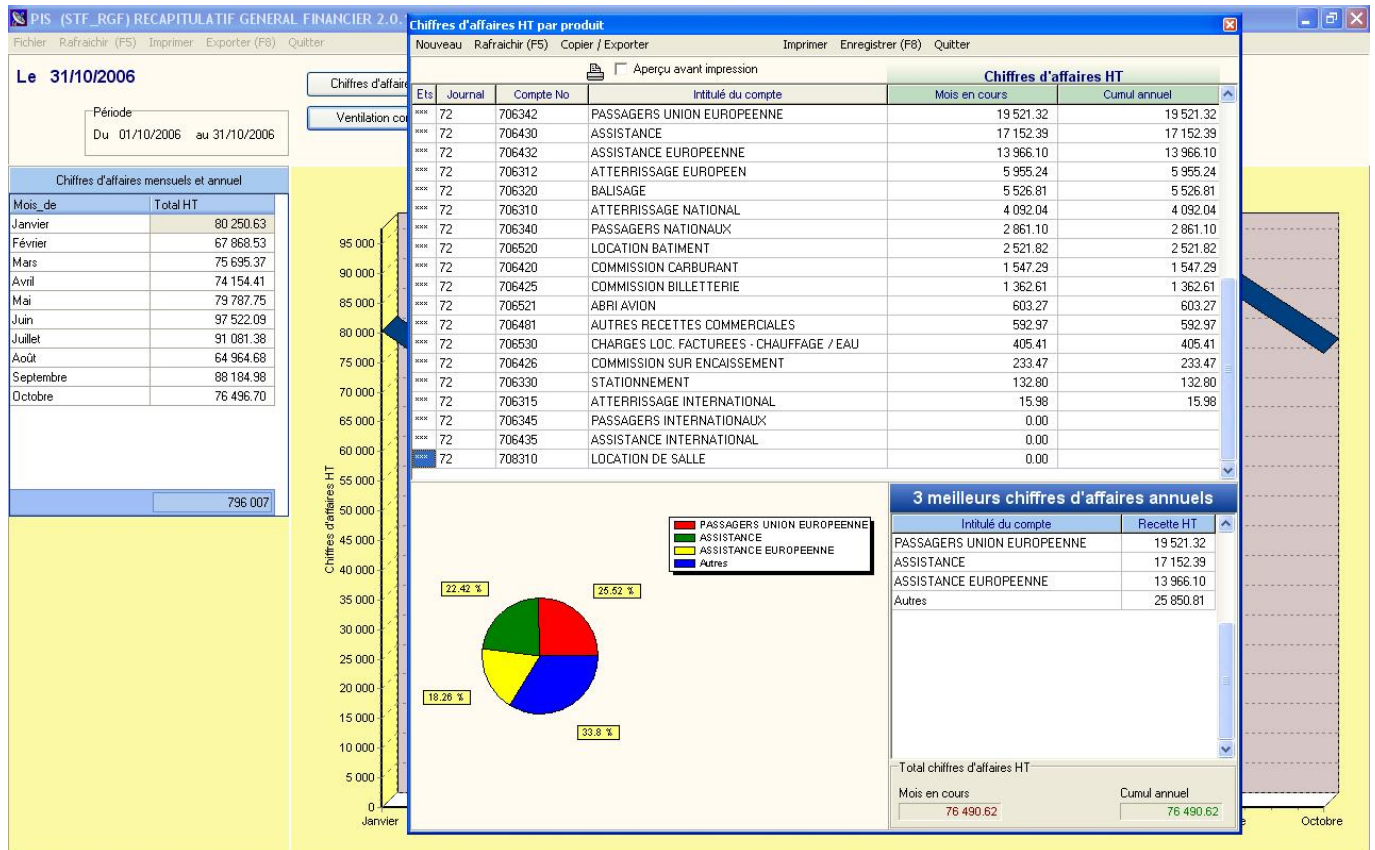 PIS (STF_RGF) RECAPITULATIF GENERAL FINANCIER 2.0.
Fichier Rafraichir (F5) Imprimer Exporter (F8) Quitter
Le 31/10/2006
Période
Du 01/10/2006 au 31/10/2006
Chiffres d'affaire
Ventilation
Chiffres d'affaires mensuels et annuel
Mois_de Total HT
Janvier 80 250.63
Février 67 868.53
Mars 75 695.37
Avril 74 154.41
Mai 79 787.75
Juin 97 522.09
Juillet 91 081.38
Août 64 964.68
Septembre 88 184.98
Octobre 76 496.70
796 007
Chiffres d'affaires HT
95 000
90 000
85 000
80 000
75 000
70 000
65 000
60 000
55 000
50 000
45 000
40 000
35 000
30 000
25 000
20 000
15 000
10 000
5 000
0
Janvier
Octobre
Chiffres d'affaires HT par produit
Nouveau Rafraichir (F5) Copier / Exporter Imprimer Enregistrer (F8) Quitter
Aperçu avant impression
Chiffres d'affaires HT
Ets Journal Compte No Intitulé du compte Mois en cours Cumul annuel
*** 72 706342 PASSAGERS UNION EUROPEENNE 19 521.32 19 521.32
*** 72 706430 ASSISTANCE 17 152.39 17 152.39
*** 72 706432 ASSISTANCE EUROPEENNE 13 966.10 13 966.10
*** 72 706312 ATTERRISSAGE EUROPEEN 5 955.24 5 955.24
*** 72 706320 BALISAGE 5 526.81 5 526.81
*** 72 706310 ATTERRISSAGE NATIONAL 4 092.04 4 092.04
*** 72 706340 PASSAGERS NATIONAUX 2 861.10 2 861.10
*** 72 706520 LOCATION BATIMENT 2 521.82 2 521.82
*** 72 706420 COMMISSION CARBURANT 1 547.29 1 547.29
*** 72 706425 COMMISSION BILLETTERIE 1 362.61 1 362.61
*** 72 706521 ABRI AVION 603.27 603.27
*** 72 706481 AUTRES RECETTES COMMERCIALES 592.97 592.97
*** 72 706530 CHARGES LOC. FACTUREES - CHAUFFAGE / EAU 405.41 405.41
*** 72 706426 COMMISSION SUR ENCAISSEMENT 233.47 233.47
*** 72 706330 STATIONNEMENT 132.80 132.80
*** 72 706315 ATTERRISSAGE INTERNATIONAL 15.98 15.98
*** 72 706345 PASSAGERS INTERNATIONAUX 0.00
*** 72 706435 ASSISTANCE INTERNATIONAL 0.00
*** 72 708310 LOCATION DE SALLE 0.00
PASSAGERS UNION EUROPEENNE
ASSISTANCE
ASSISTANCE EUROPEENNE
Autres
22.42 %
25.52 %
18.26 %
33.8 %
3 meilleurs chiffres d'affaires annuels
Intitulé du compte Recette HT
PASSAGERS UNION EUROPEENNE 19 521.32
ASSISTANCE 17 152.39
ASSISTANCE EUROPEENNE 13 966.10
Autres 25 850.81
Total chiffres d'affaires HT
Mois en cours Cumul annuel
76 490.62 76 490.62